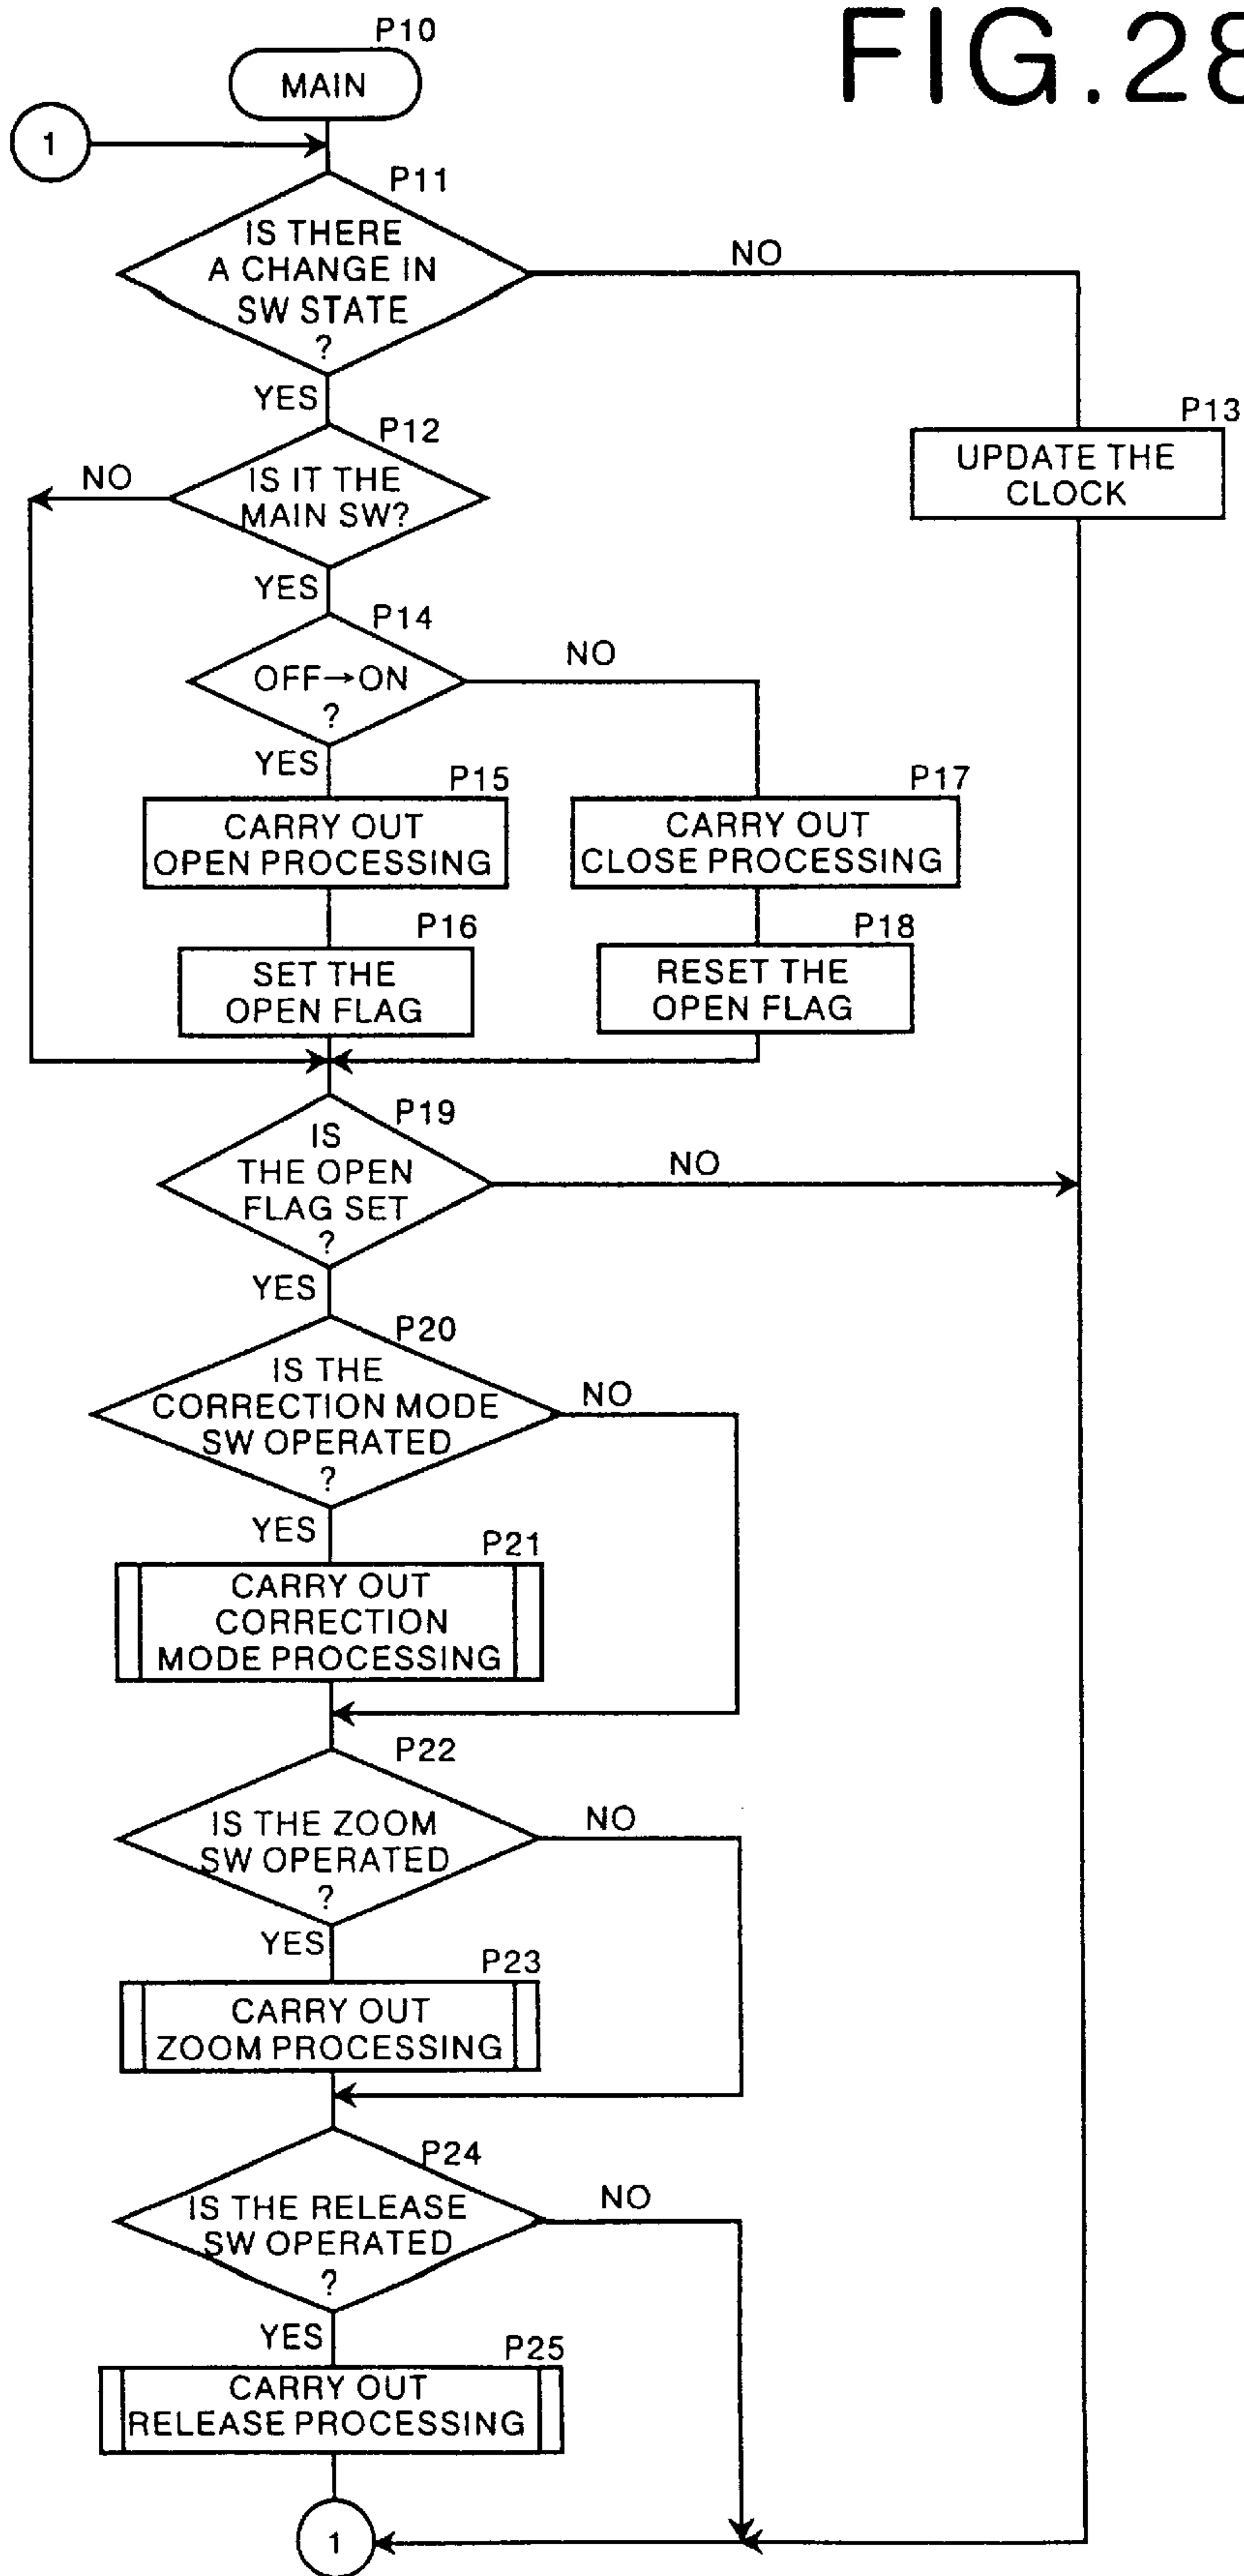 FIG.28
P10
MAIN
1
P11
IS THERE
A CHANGE IN
SW STATE
?
NO
YES
P13
UPDATE THE
CLOCK
P12
IS IT THE
MAIN SW?
NO
YES
P14
OFF→ON
?
NO
YES
P15
CARRY OUT
OPEN PROCESSING
P17
CARRY OUT
CLOSE PROCESSING
P16
SET THE
OPEN FLAG
P18
RESET THE
OPEN FLAG
P19
IS
THE OPEN
FLAG SET
?
NO
YES
P20
IS THE
CORRECTION MODE
SW OPERATED
?
NO
YES
P21
CARRY OUT
CORRECTION
MODE PROCESSING
P22
IS THE ZOOM
SW OPERATED
?
NO
YES
P23
CARRY OUT
ZOOM PROCESSING
P24
IS THE RELEASE
SW OPERATED
?
NO
YES
P25
CARRY OUT
RELEASE PROCESSING
1